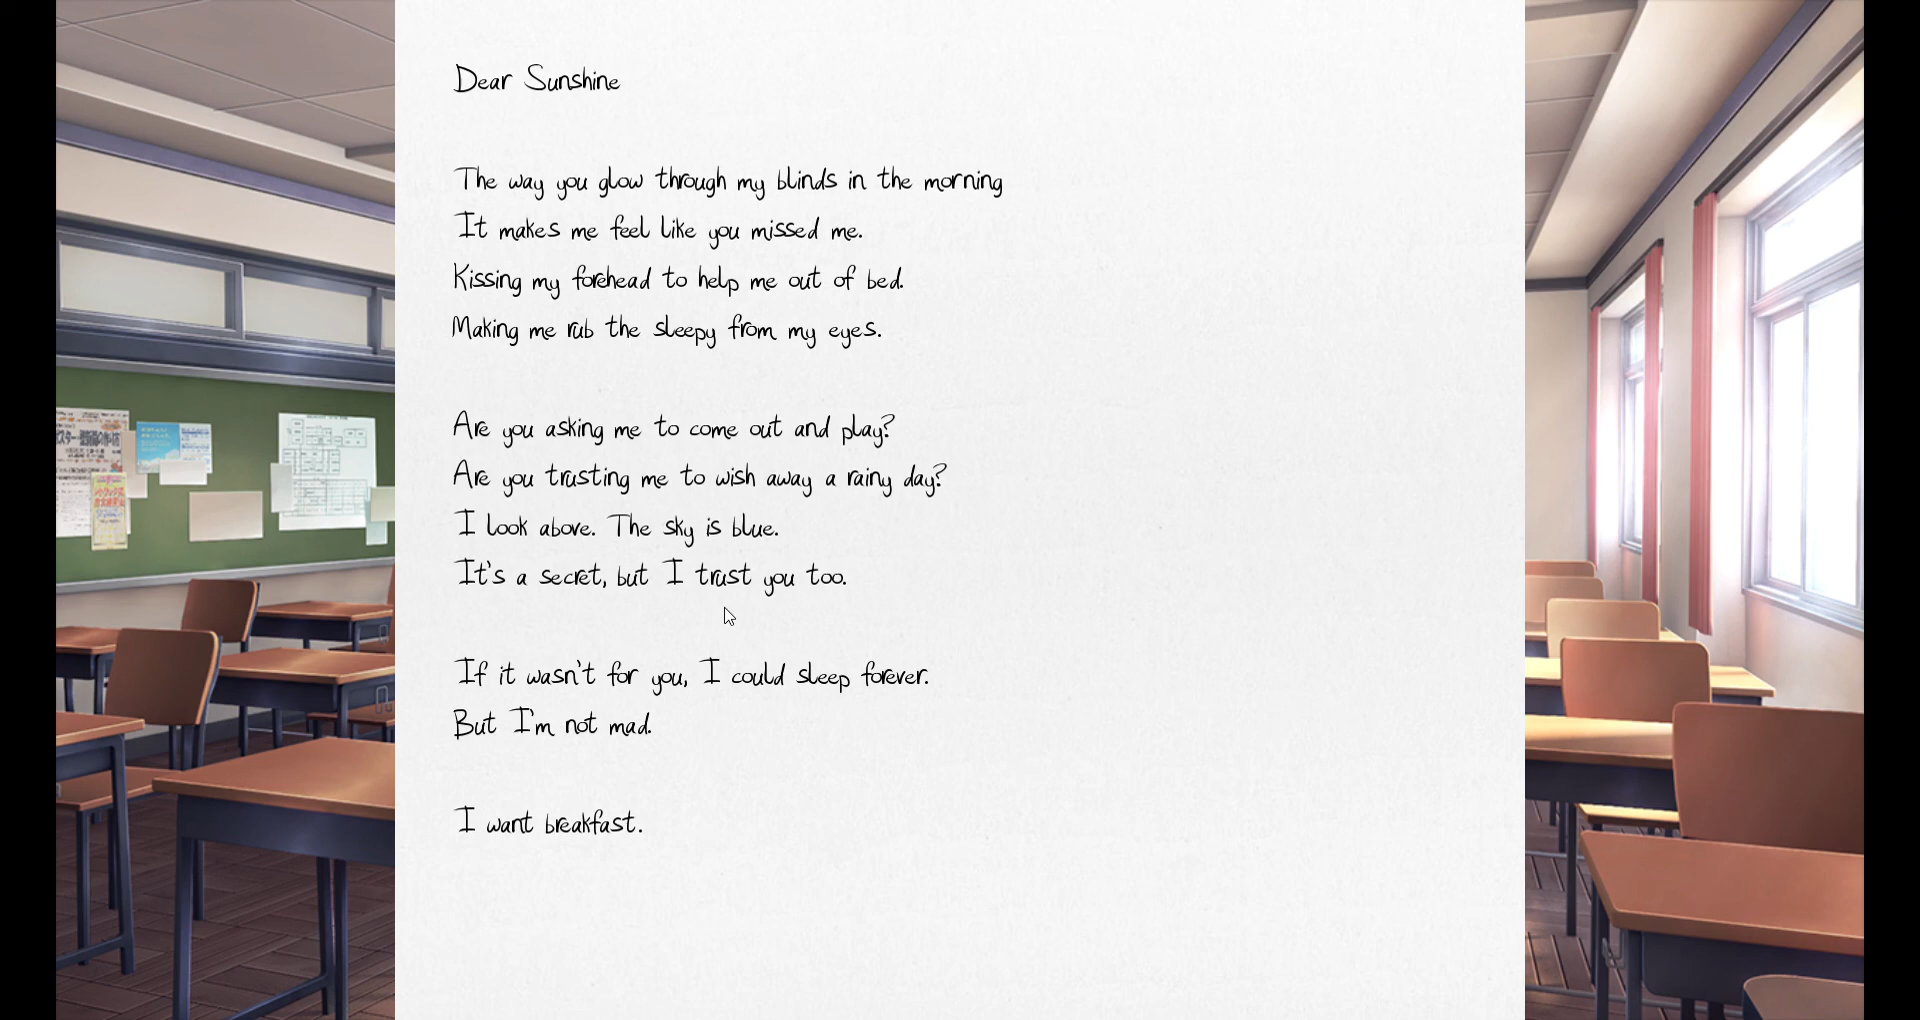 Dear Sunshine
The way you glow through my blinds in the morning
It makes me feel like you missed me.
Kissing my forehead to help me out of bed.
Making me rub the sleepy from my eyes.
Are you asking me to come out and play?
Are you trusting me to wish away a rainy day?
I look above. The sky is blue.
It's a secret, but I trust you too.
If it wasn't for you, I could sleep forever.
But I'm not mad.
I want breakfast.